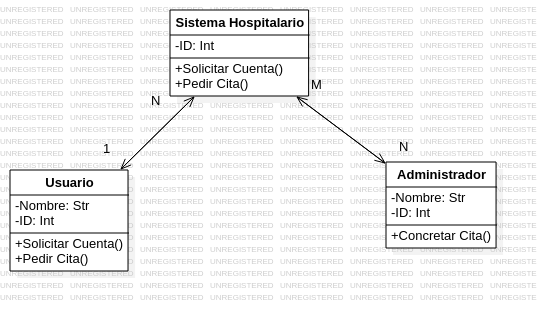 Sistema Hospitalario
-ID: Int
+Solicitar Cuenta()
+Pedir Cita()
N
M
1
N
Usuario
-Nombre: Str
-ID: Int
+Solicitar Cuenta()
+Pedir Cita()
Administrador
-Nombre: Str
-ID: Int
+Concretar Cita()
UNREGISTERED